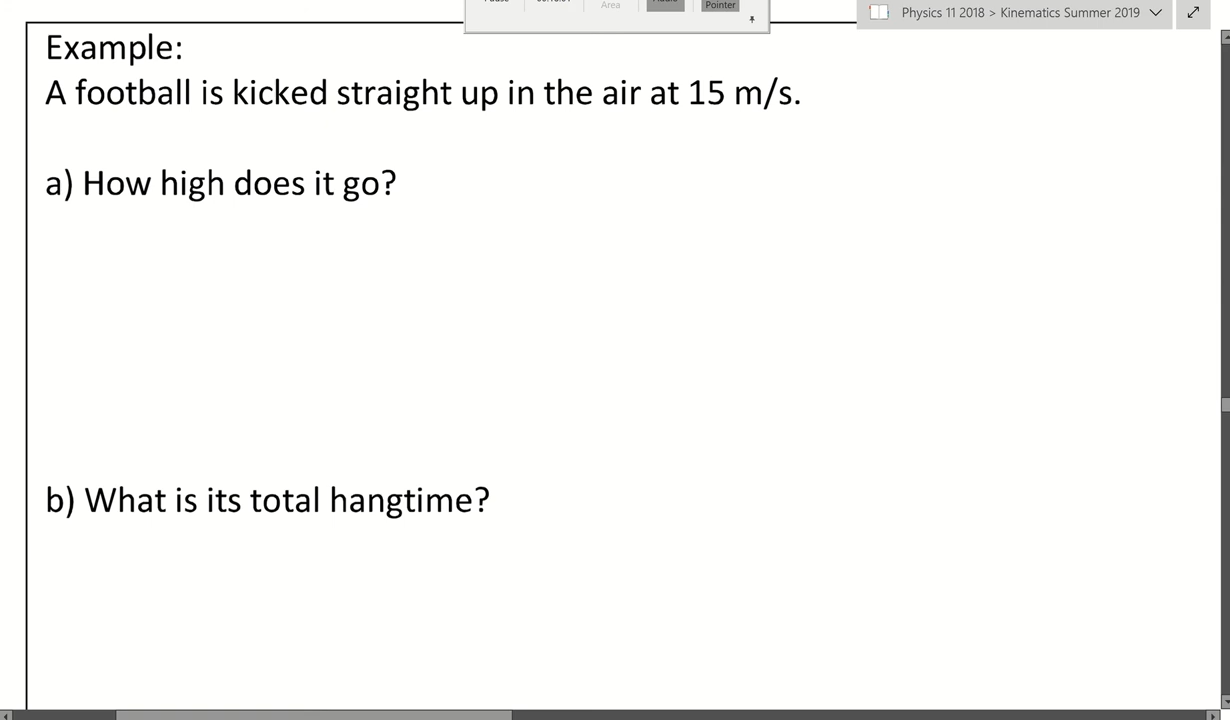 Area
Pointer
Physics 11 2018 > Kinematics Summer 2019
Example:
A football is kicked straight up in the air at 15 m/s.
a) How high does it go?
b) What is its total hangtime?